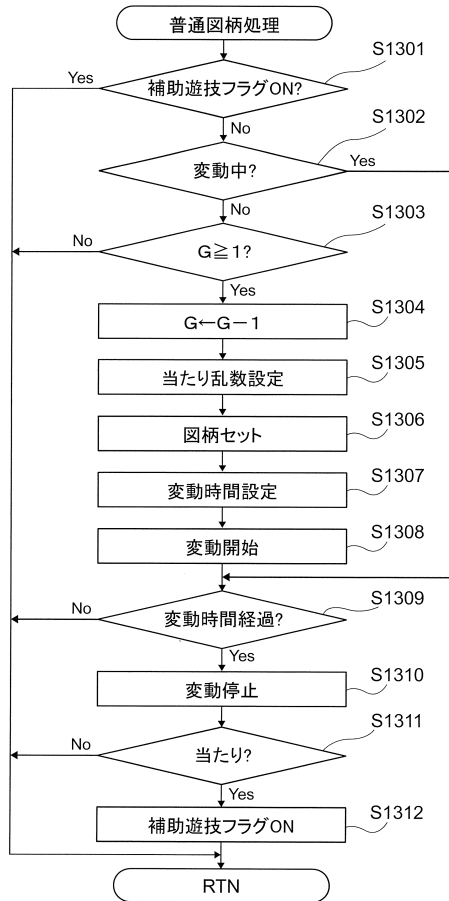 普通図柄処理
S1301
Yes
補助遊技フラグON?
No
S1302
変動中?
Yes
No
S1303
No
G≧1?
Yes
S1304
G←G－1
S1305
当たり乱数設定
S1306
図柄セット
S1307
変動時間設定
S1308
変動開始
S1309
No
変動時間経過?
Yes
S1310
変動停止
S1311
No
当たり?
Yes
S1312
補助遊技フラグON
RTN